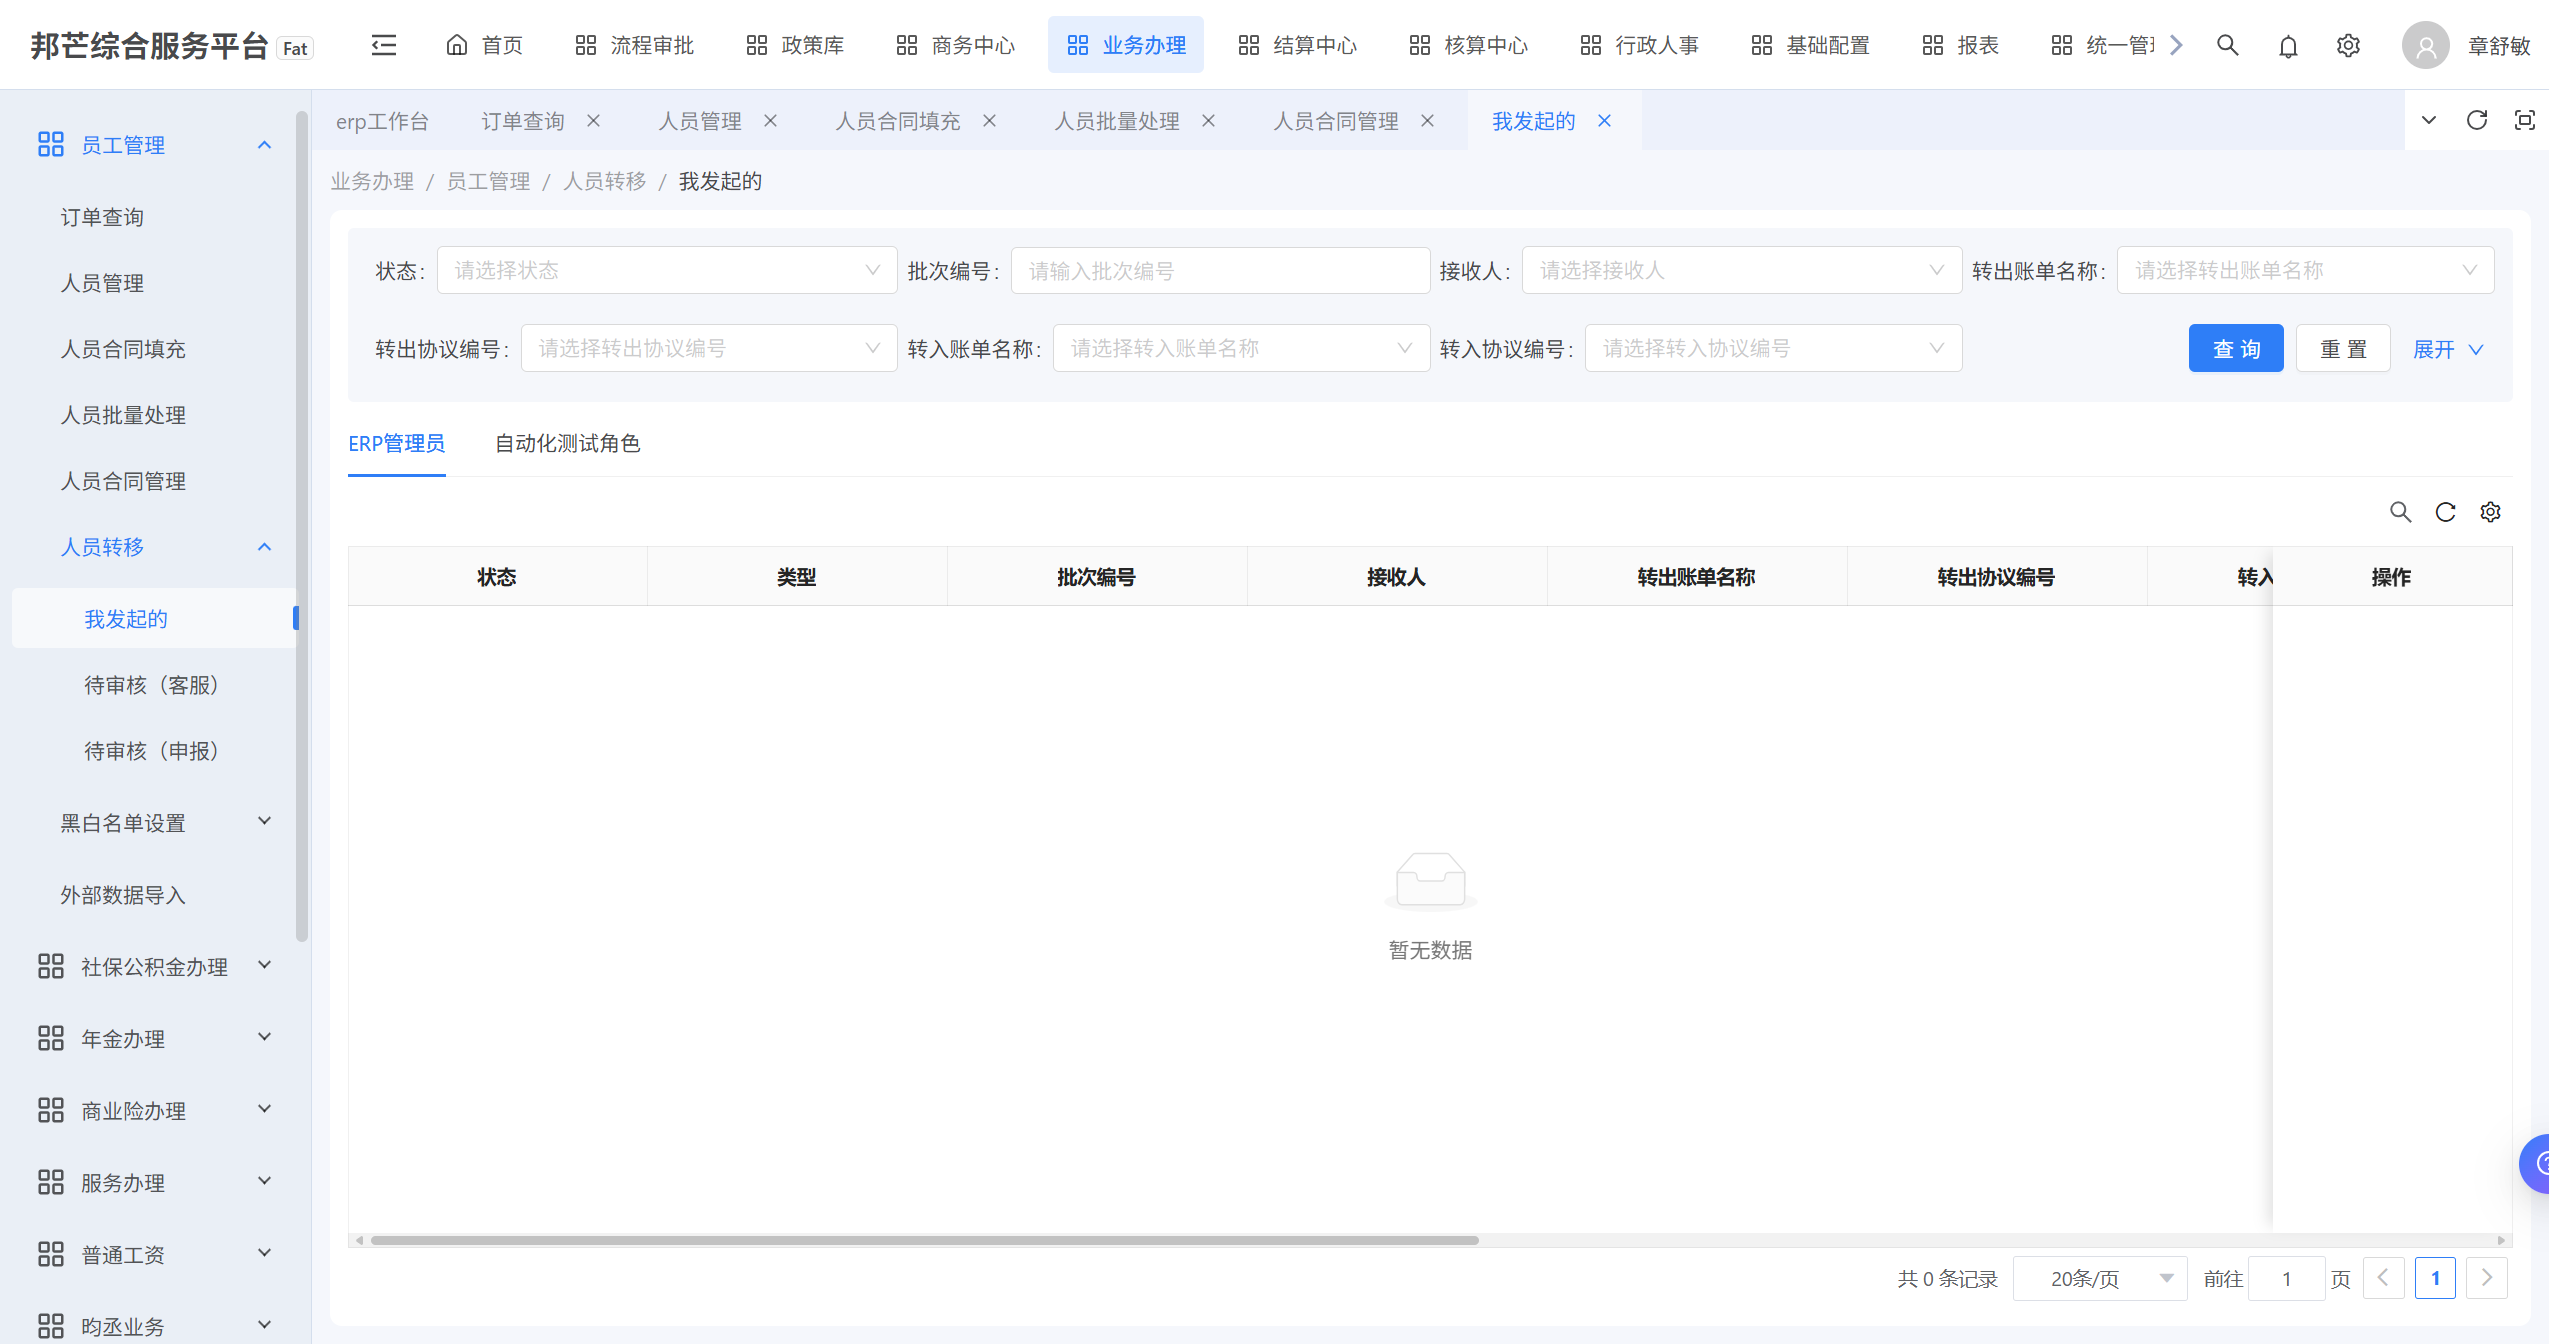 邦芒综合服务平台 Fat 首页 流程审批 政策库 商务中心 业务办理 结算中心 核算中心 行政人事 基础配置 报表 统一管 章舒敏
erp工作台 订单查询 人员管理 人员合同填充 人员批量处理 人员合同管理 我发起的
业务办理 / 员工管理 / 人员转移 / 我发起的
员工管理
订单查询
人员管理
人员合同填充
人员批量处理
人员合同管理
人员转移
我发起的
待审核（客服）
待审核（申报）
黑白名单设置
外部数据导入
社保公积金办理
年金办理
商业险办理
服务办理
普通工资
昀丞业务
状态: 请选择状态 批次编号: 请输入批次编号 接收人: 请选择接收人 转出账单名称: 请选择转出账单名称
转出协议编号: 请选择转出协议编号 转入账单名称: 请选择转入账单名称 转入协议编号: 请选择转入协议编号 查 询 重 置 展开
ERP管理员 自动化测试角色
状态 类型 批次编号 接收人 转出账单名称 转出协议编号 转入 操作
暂无数据
共 0 条记录 20条/页 前往 1 页 1